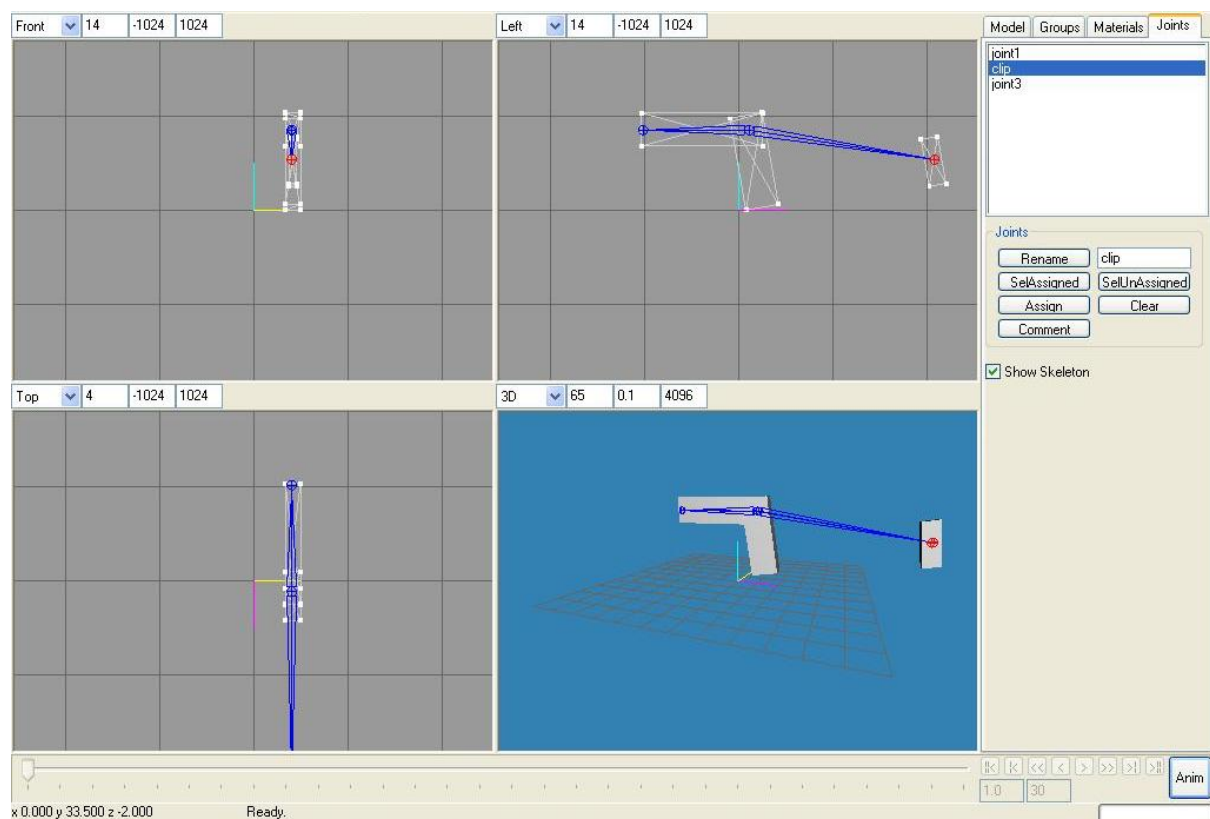 Front 14 -1024 1024
Left 14 -1024 1024
Model Groups Materials Joints
joint1
clip
joint3
Joints
Rename clip
SelAssigned SelUnAssigned
Assign Clear
Comment
Show Skeleton
Top 4 -1024 1024
3D 65 0.1 4096
1.0 30
Anim
x 0.000 y 33.500 z -2.000 Ready.